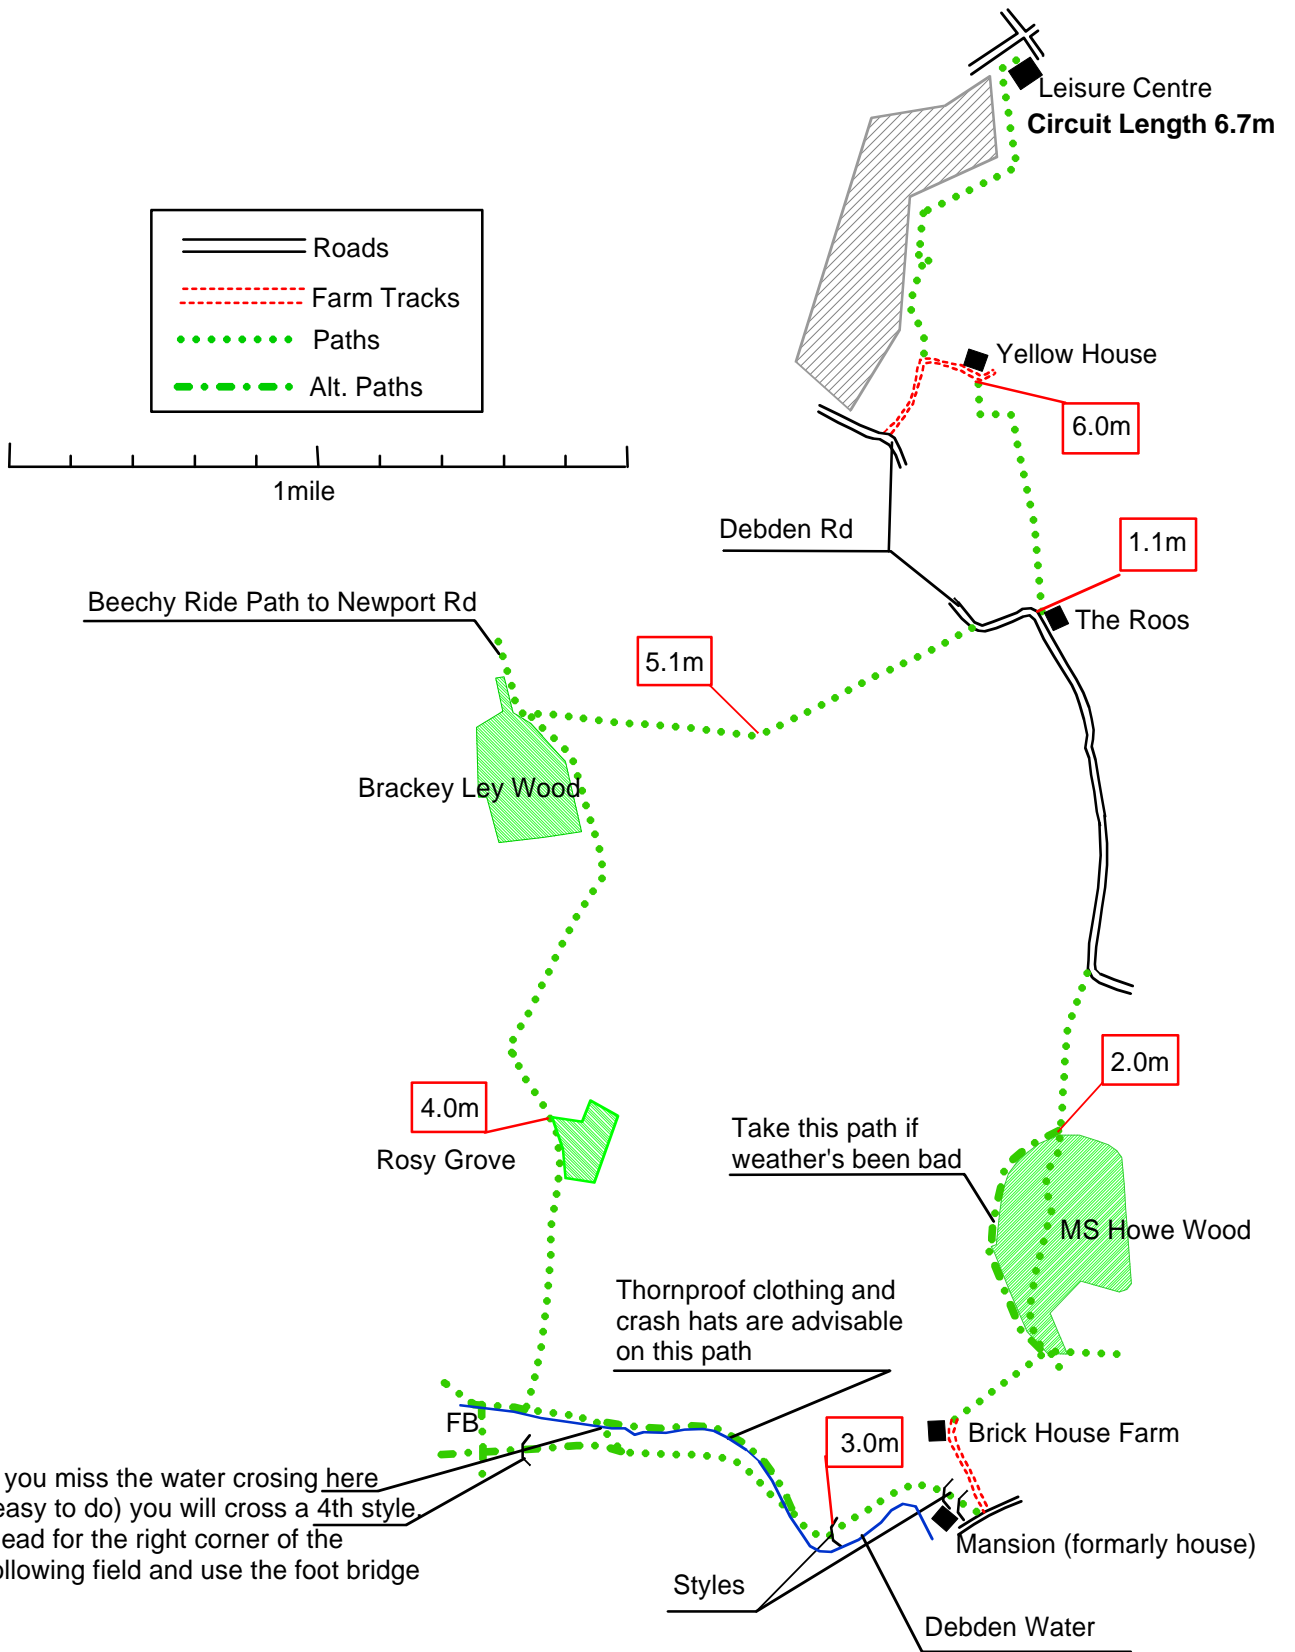 Leisure Centre
Circuit Length 6.7m
Roads
Farm Tracks
Paths
Alt. Paths
1mile
Yellow House
6.0m
Debden Rd
1.1m
The Roos
Beechy Ride Path to Newport Rd
5.1m
Brackey Ley Wood
2.0m
4.0m
Rosy Grove
Take this path if
weather's been bad
MS Howe Wood
Thornproof clothing and
crash hats are advisable
on this path
FB
3.0m
Brick House Farm
you miss the water crosing here
easy to do) you will cross a 4th style.
ead for the right corner of the
ollowing field and use the foot bridge
Mansion (formarly house)
Styles
Debden Water